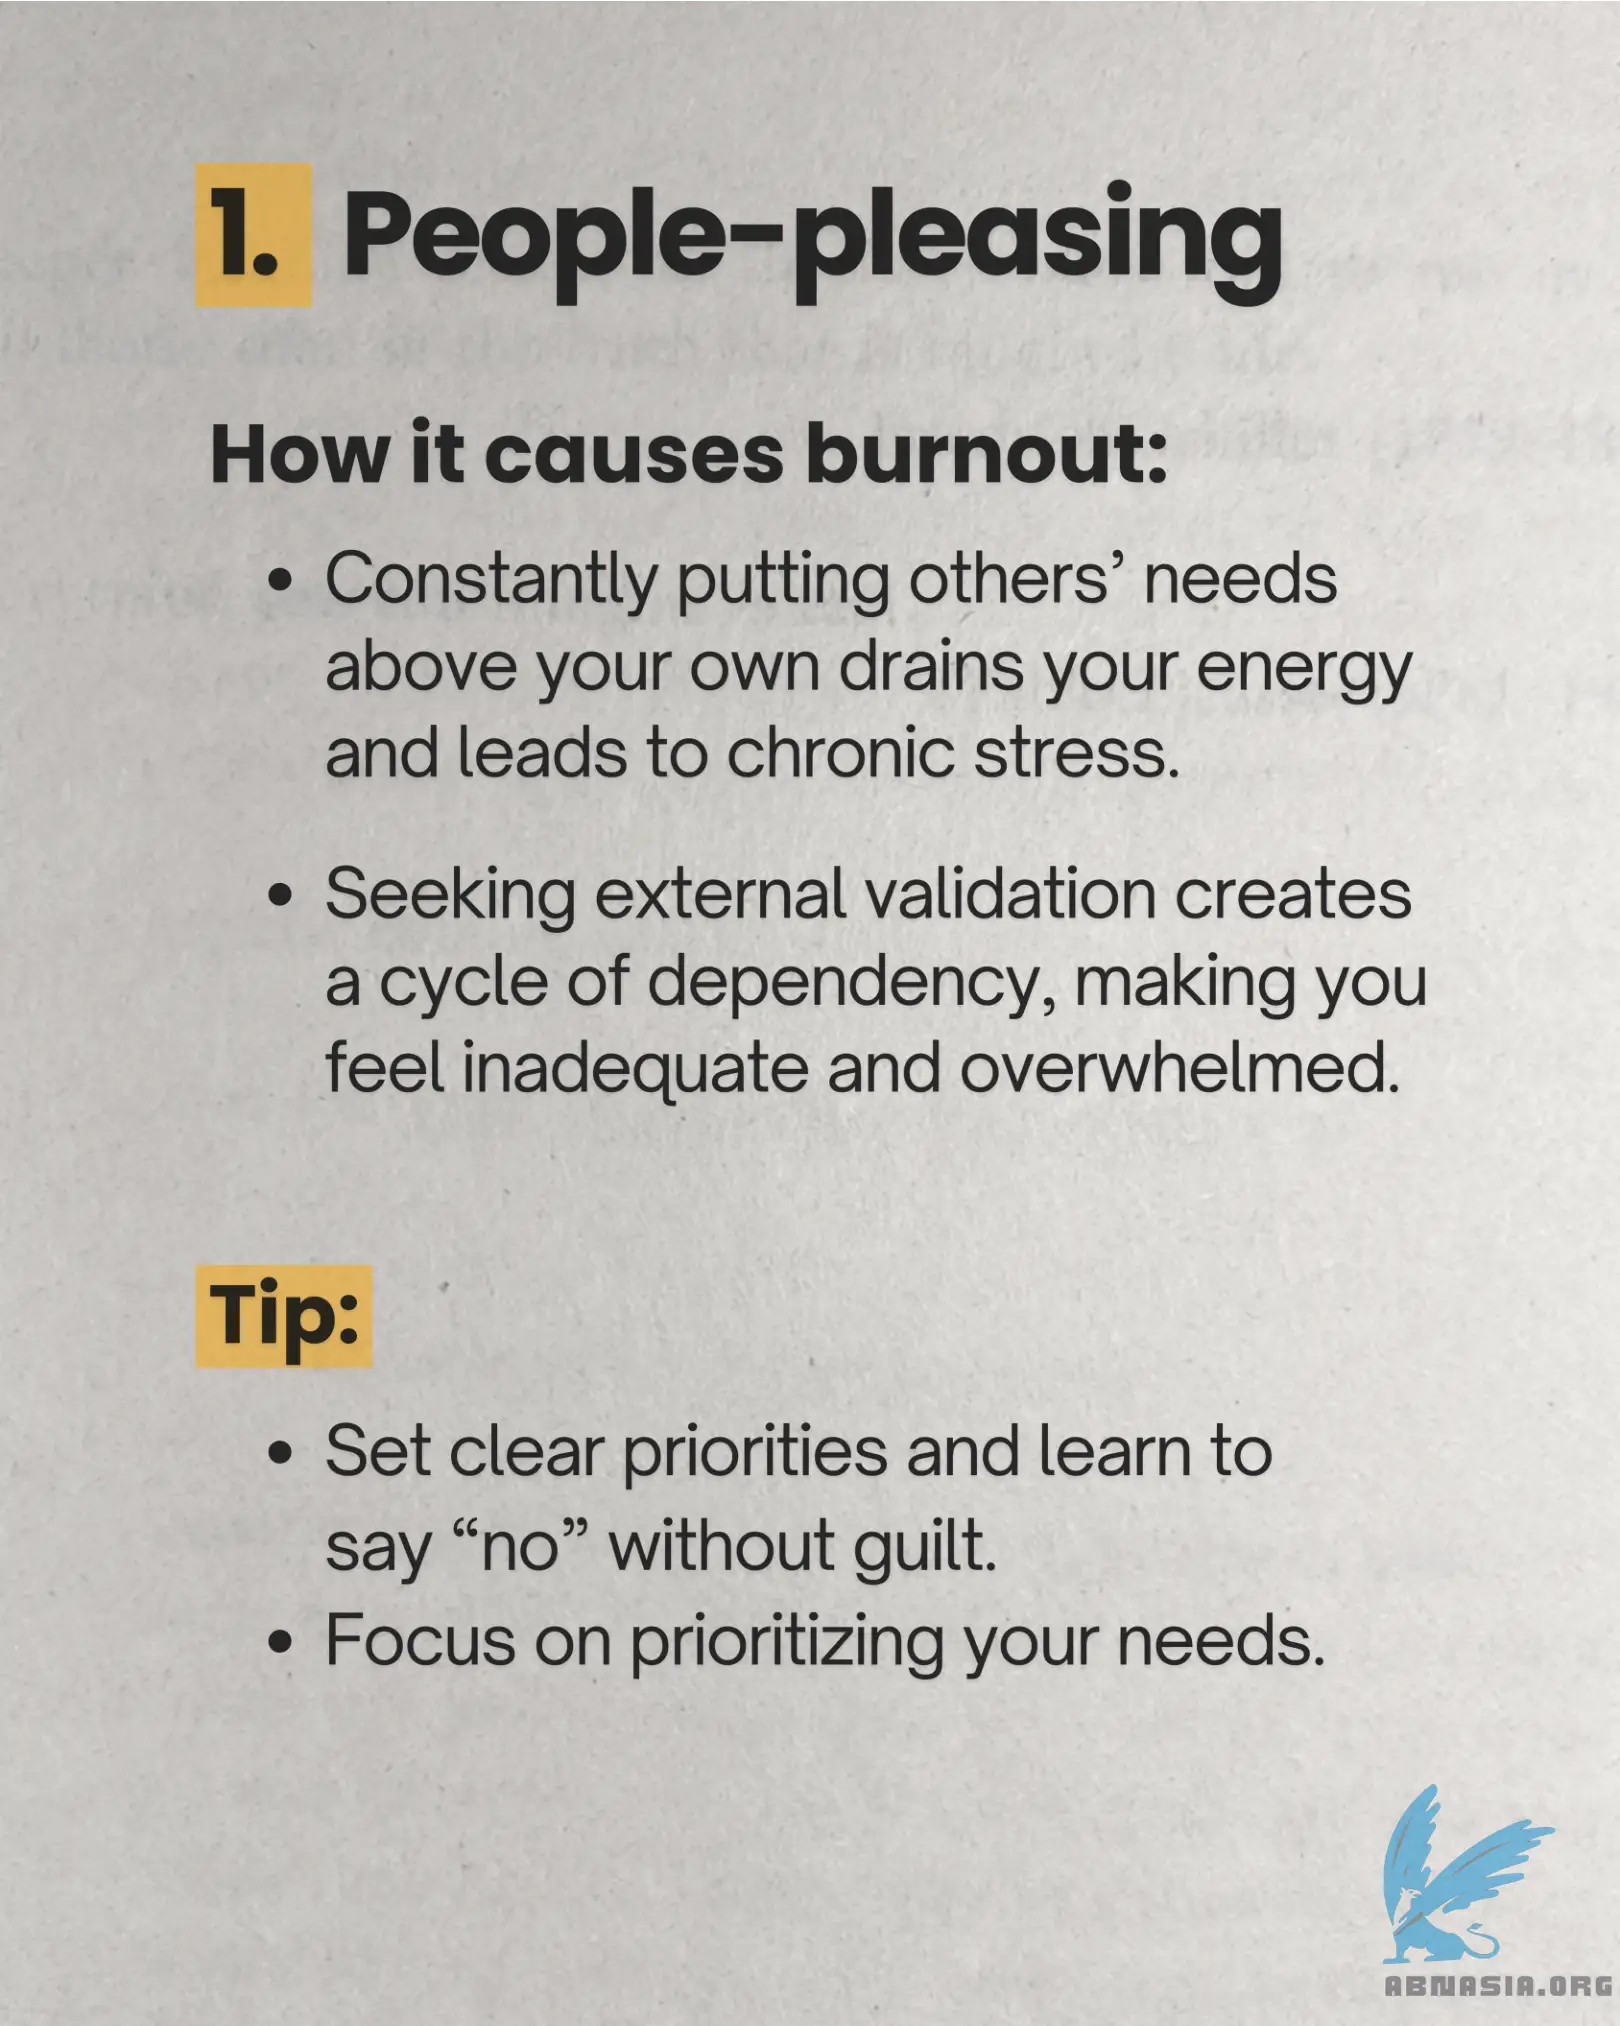 1. People-pleasing
How it causes burnout:
• Constantly putting others’ needs
above your own drains your energy
and leads to chronic stress.
• Seeking external validation creates
a cycle of dependency, making you
feel inadequate and overwhelmed.
Tip:
• Set clear priorities and learn to
say “no” without guilt.
• Focus on prioritizing your needs.
ABNASIA.ORG